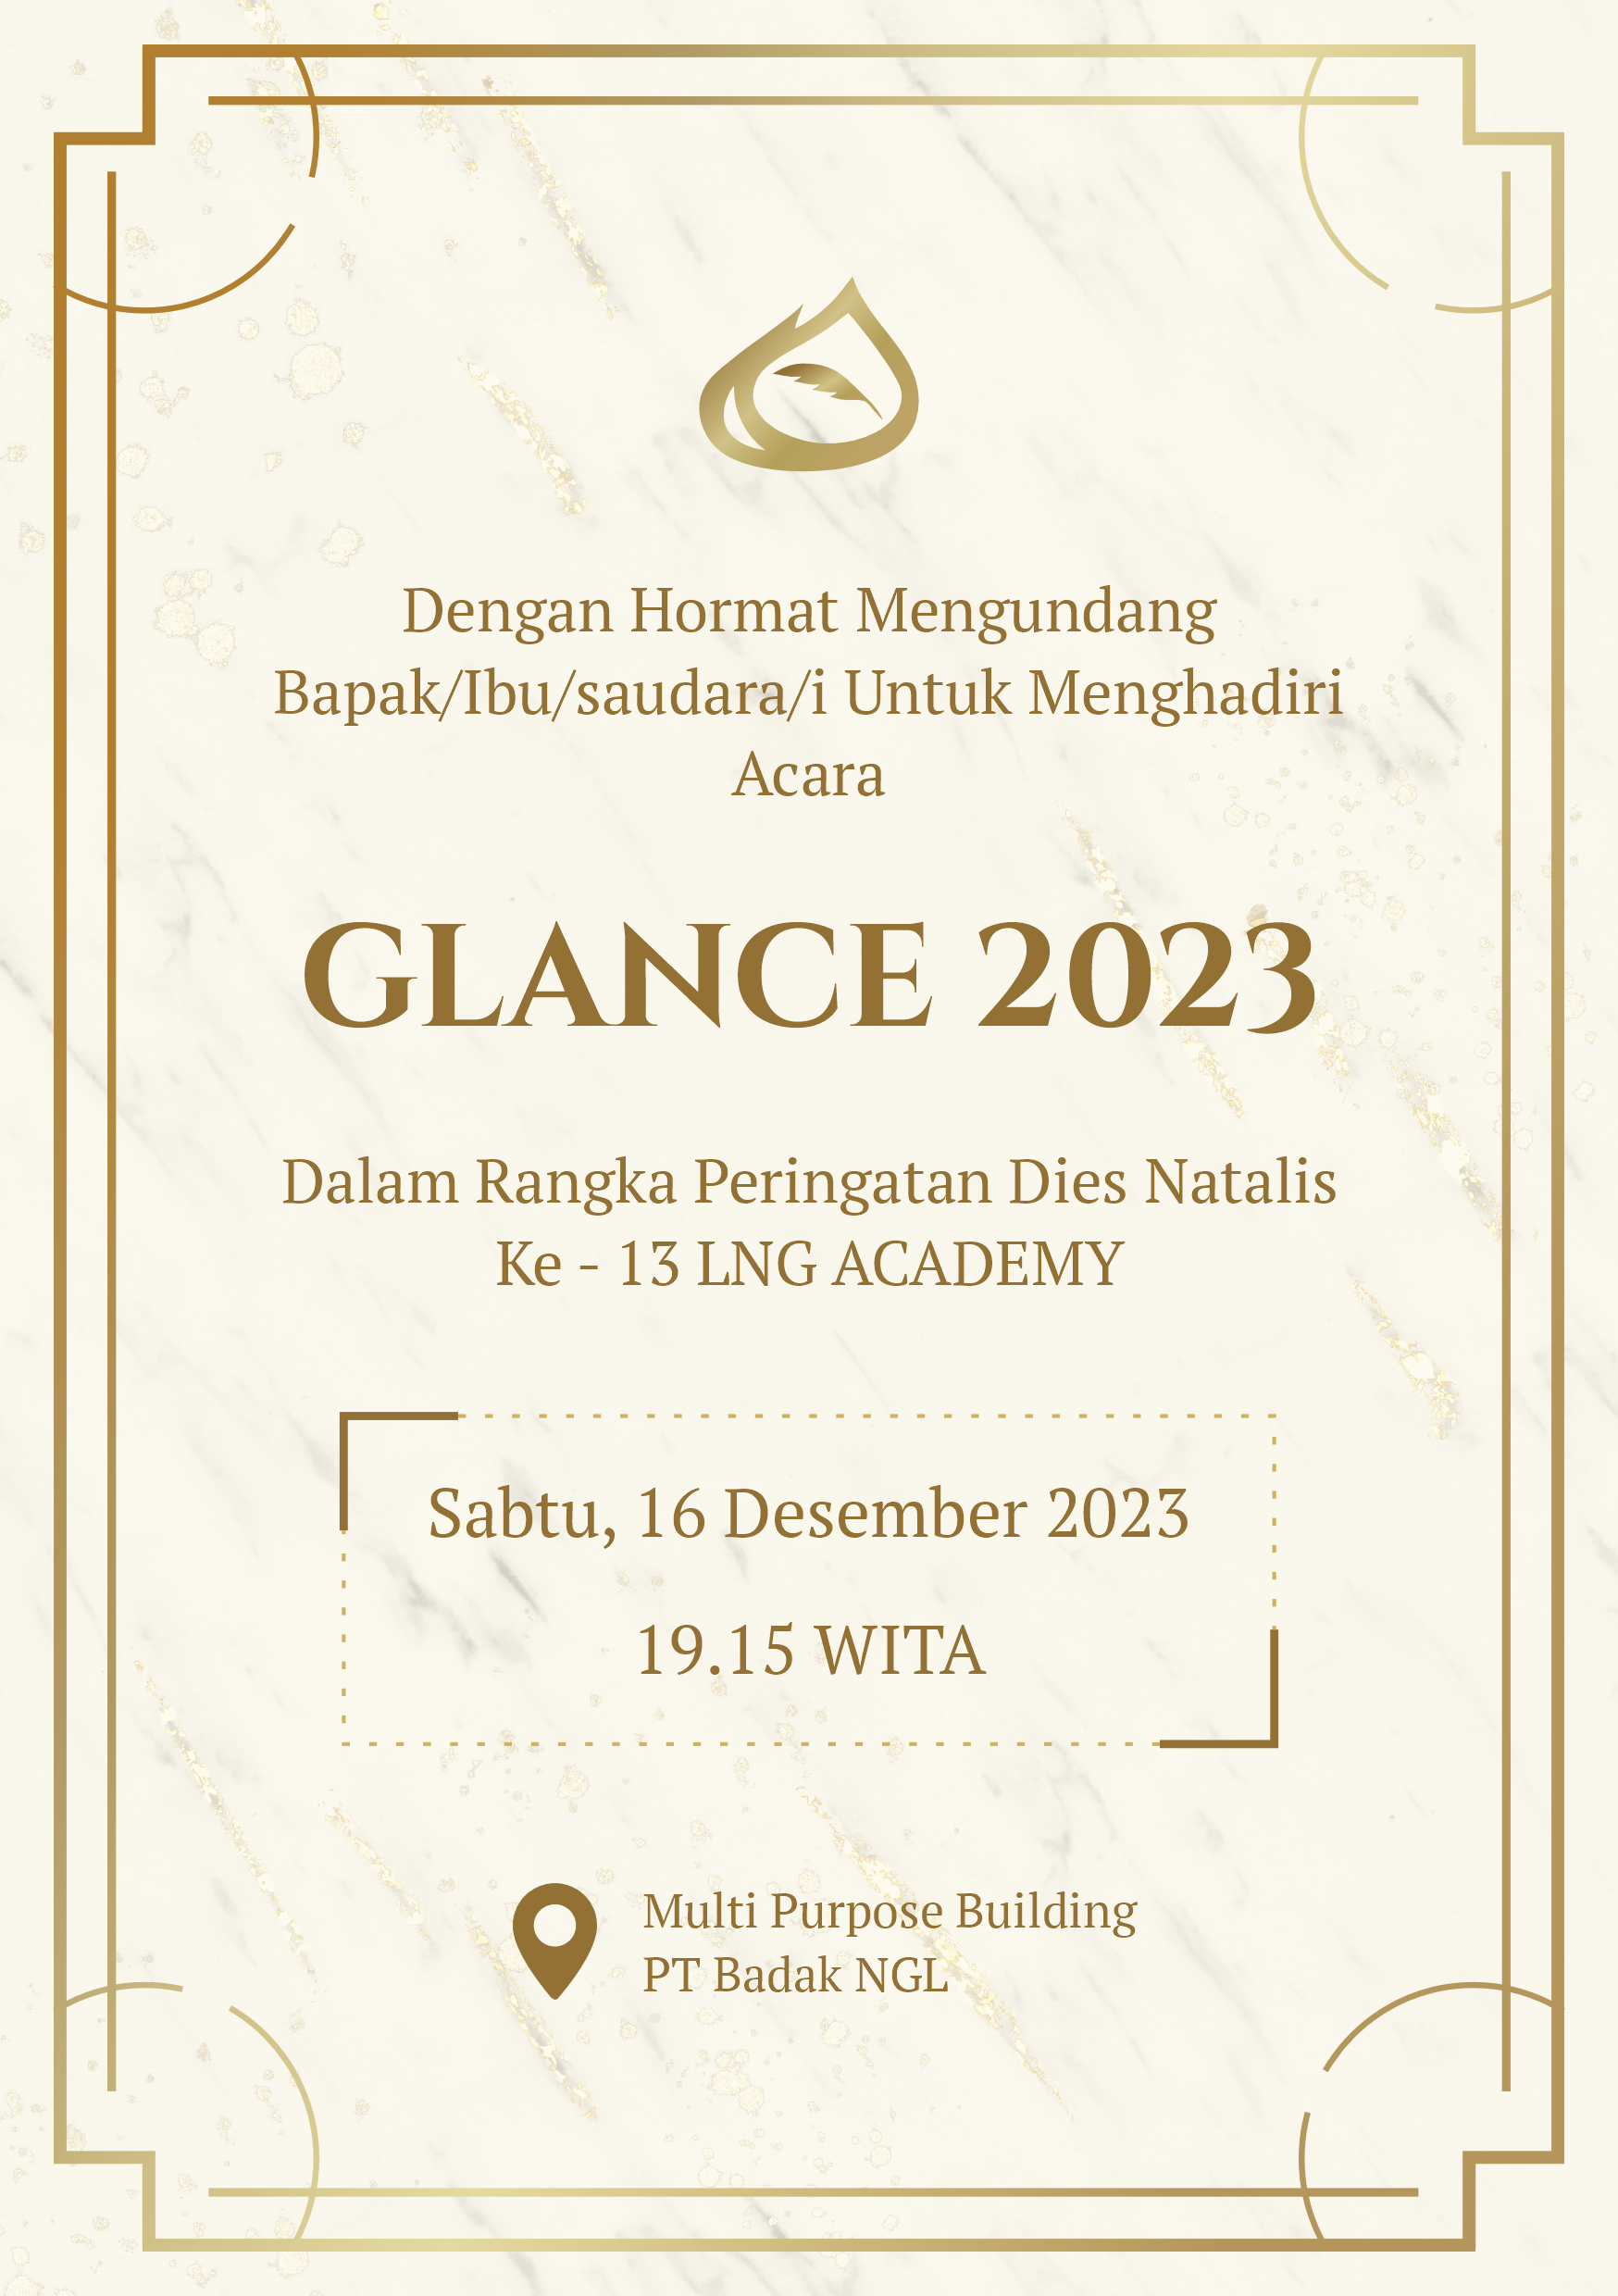 Dengan Hormat Mengundang
Bapak/Ibu/saudara/i Untuk Menghadiri
Acara
GLANCE 2023
Dalam Rangka Peringatan Dies Natalis
Ke - 13 LNG ACADEMY
Sabtu, 16 Desember 2023
19.15 WITA
Multi Purpose Building
PT Badak NGL